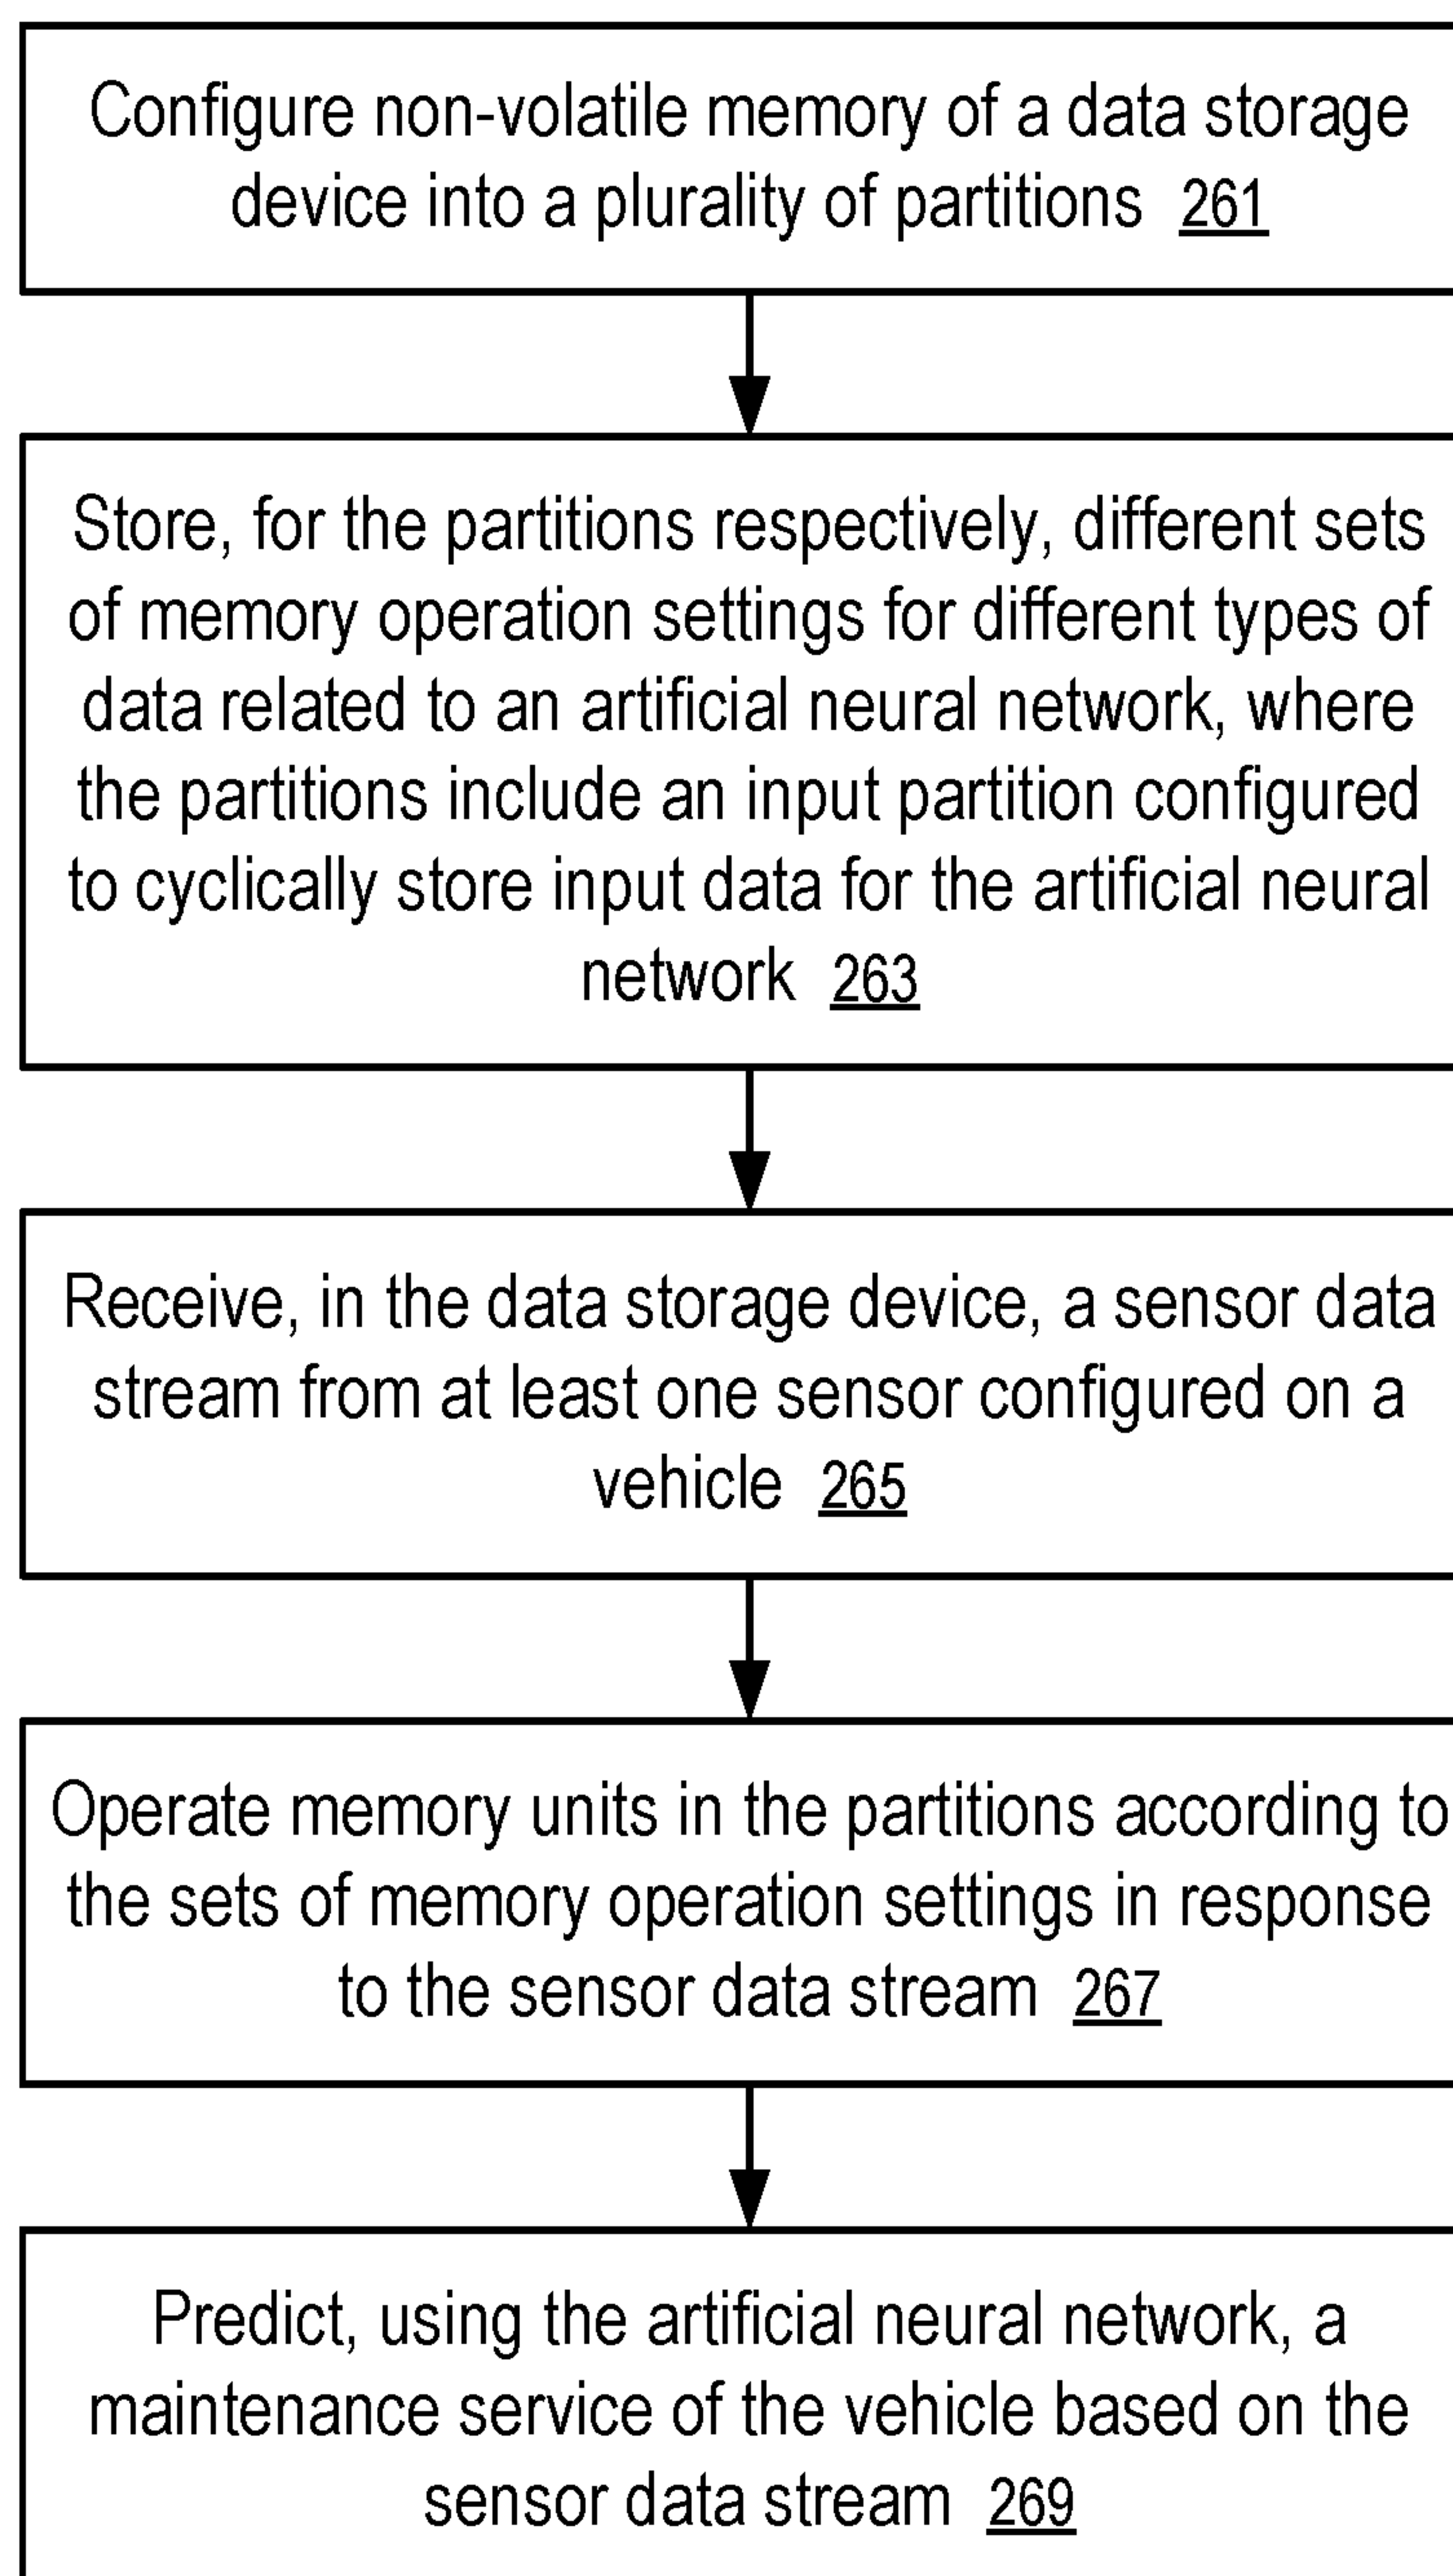 Configure non-volatile memory of a data storage
device into a plurality of partitions 261
Store, for the partitions respectively, different sets
of memory operation settings for different types of
data related to an artificial neural network, where
the partitions include an input partition configured
to cyclically store input data for the artificial neural
network 263
Receive, in the data storage device, a sensor data
stream from at least one sensor configured on a
vehicle 265
Operate memory units in the partitions according to
the sets of memory operation settings in response
to the sensor data stream 267
Predict, using the artificial neural network, a
maintenance service of the vehicle based on the
sensor data stream 269